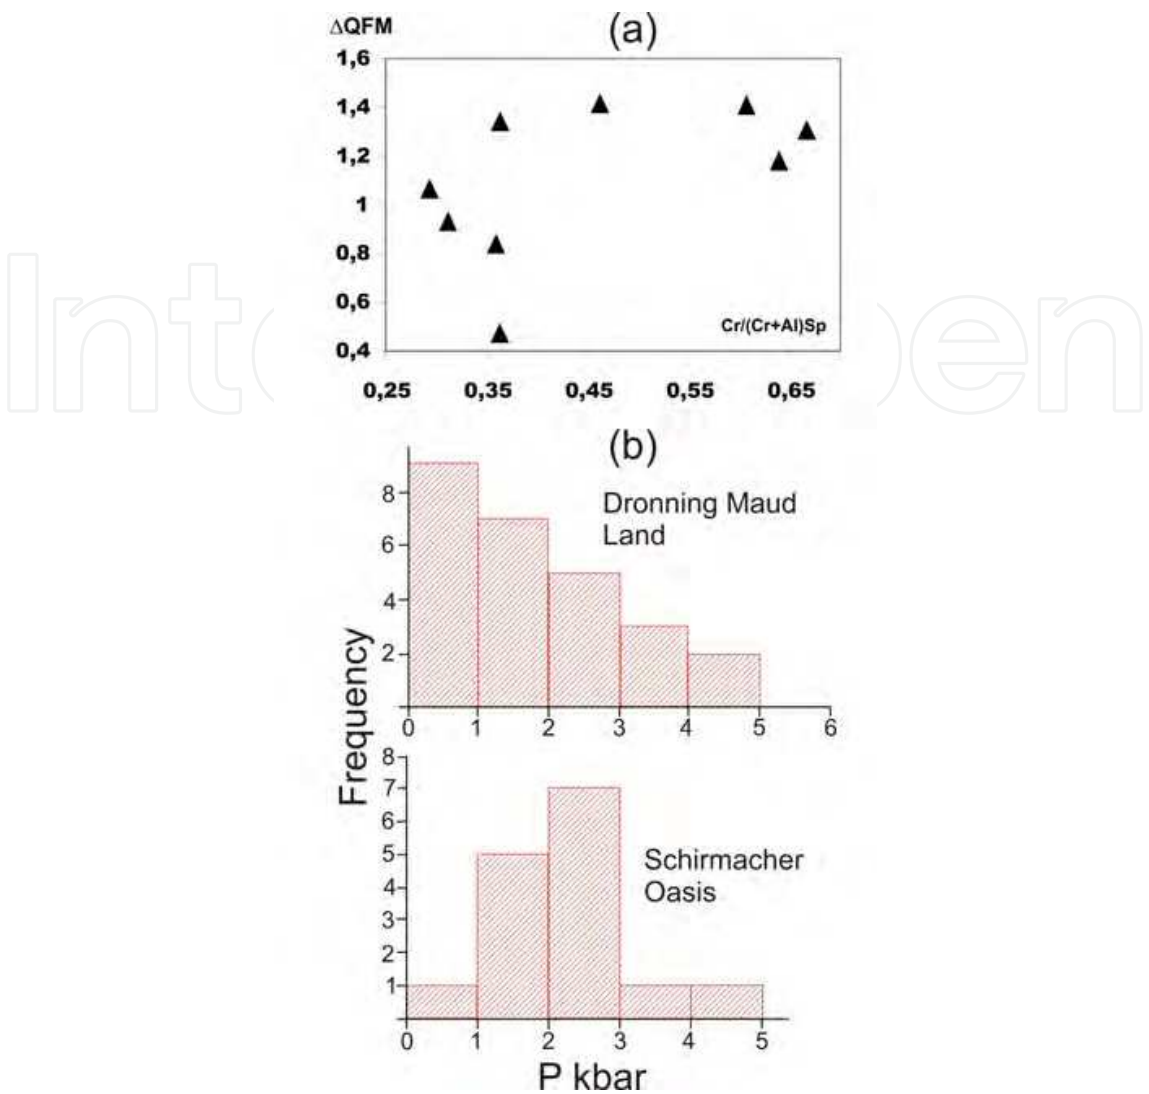 (a)
ΔQFM
1,6
1,4
1,2
1
0,8
0,6
0,4
Cr/(Cr+Al)Sp
0,25 0,35 0,45 0,55 0,65
(b)
Dronning Maud
Land
8
6
4
2
0 1 2 3 4 5 6
Frequency
8
7
6
5
4
3
2
1
Schirmacher
Oasis
0 1 2 3 4 5
P kbar